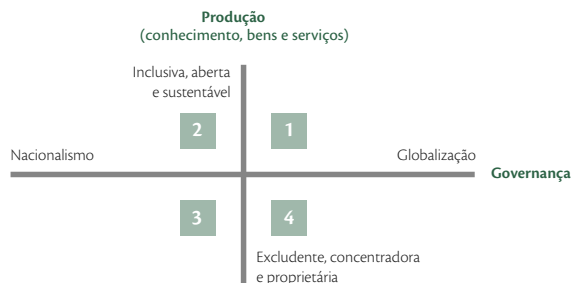 Produção
(conhecimento, bens e serviços)
Inclusiva, aberta
e sustentável
2
1
Nacionalismo
Globalização
Governança
3
4
Excludente, concentradora
e proprietária